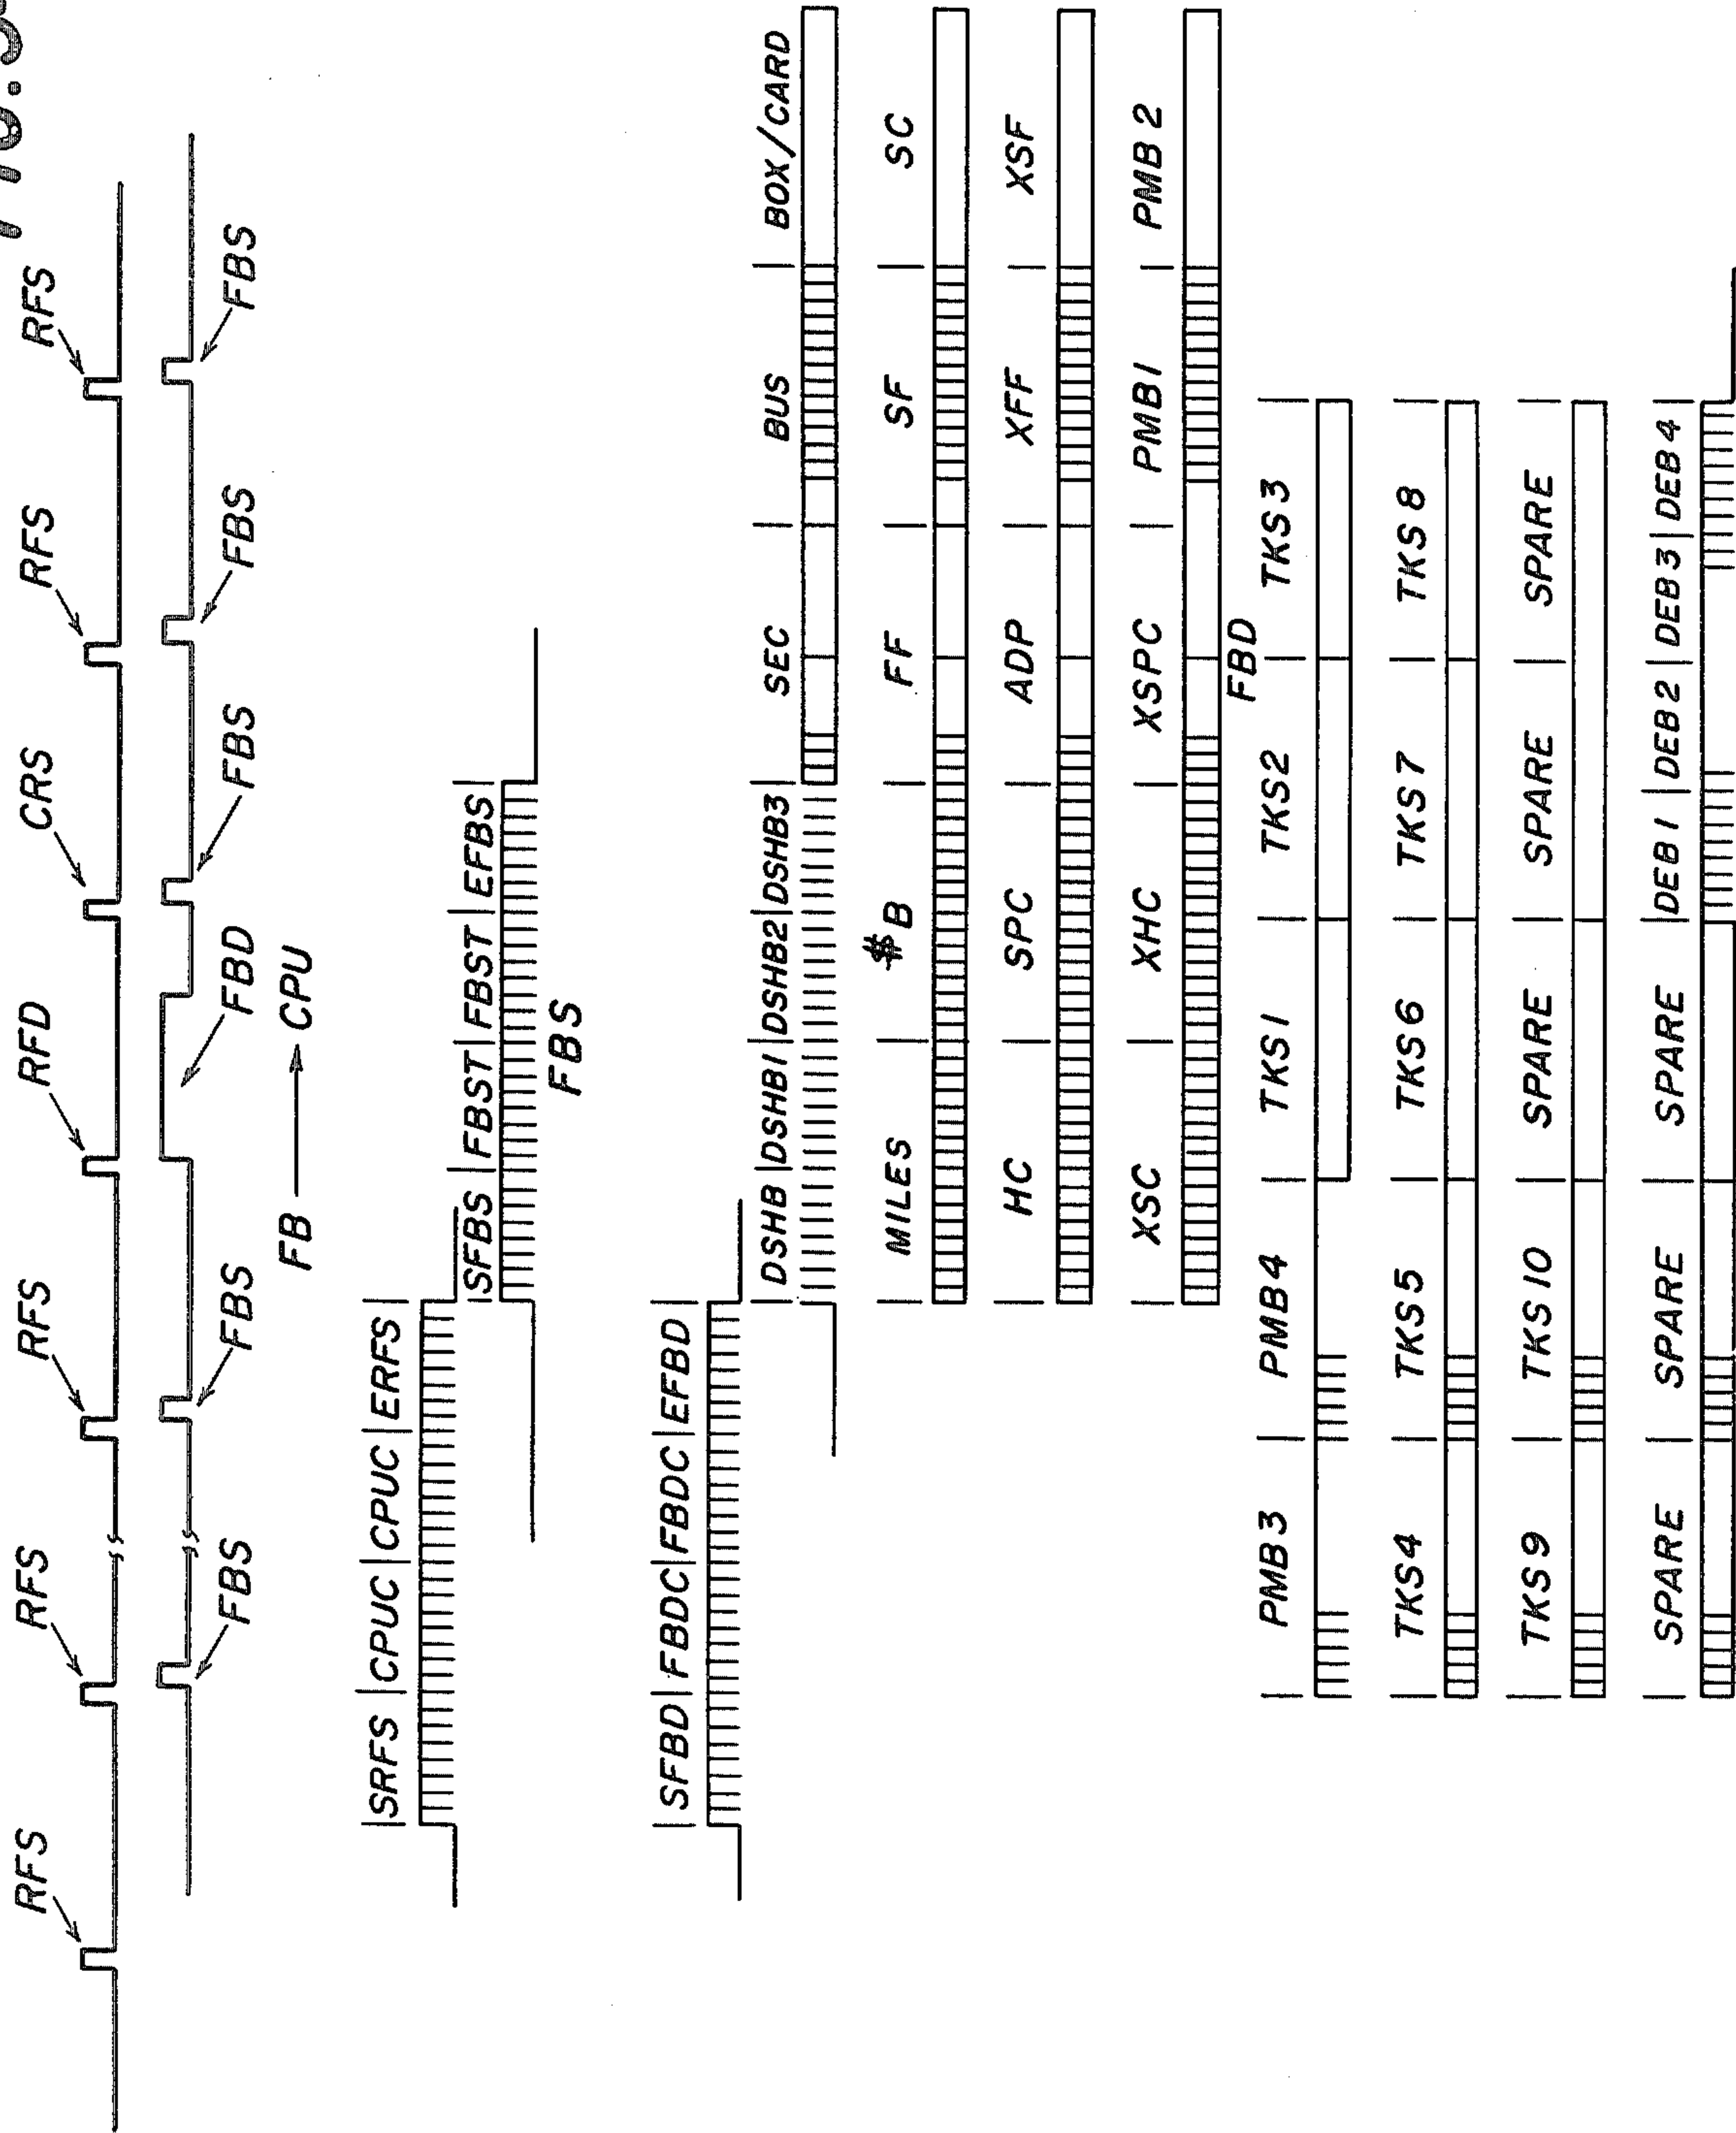 RFS RFS RFS RFD CRS RFS RFS
FBS FBS FBD FBS FBS FBS
FB → CPU
|SRFS|CPUC|CPUC|ERFS|
|SFBS|FBST|FBST|EFBS|
FBS
|SFBD|FBDC|FBDC|EFBD|
|DSHB|DSHB1|DSHB2|DSHB3| SEC | BUS | BOX/CARD
| MILES | #B | FF | SF | SC
| HC | SPC | ADP | XFF | XSF
| XSC | XHC | XSPC | PMB1 | PMB2
FBD
| PMB3 | PMB4 | TKS1 | TKS2 | TKS3 |
| TKS4 | TKS5 | TKS6 | TKS7 | TKS8 |
| TKS9 | TKS10 | SPARE | SPARE | SPARE |
| SPARE | SPARE | SPARE |DEB1|DEB2|DEB3|DEB4|